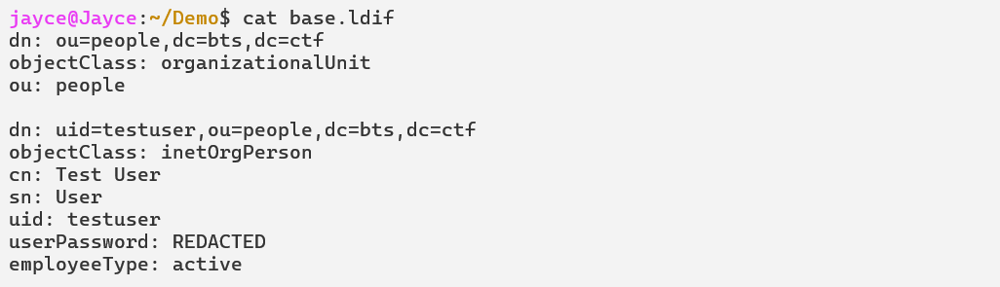 jayce@Jayce:~/Demo$ cat base.ldif
dn: ou=people,dc=bts,dc=ctf
objectClass: organizationalUnit
ou: people

dn: uid=testuser,ou=people,dc=bts,dc=ctf
objectClass: inetOrgPerson
cn: Test User
sn: User
uid: testuser
userPassword: REDACTED
employeeType: active